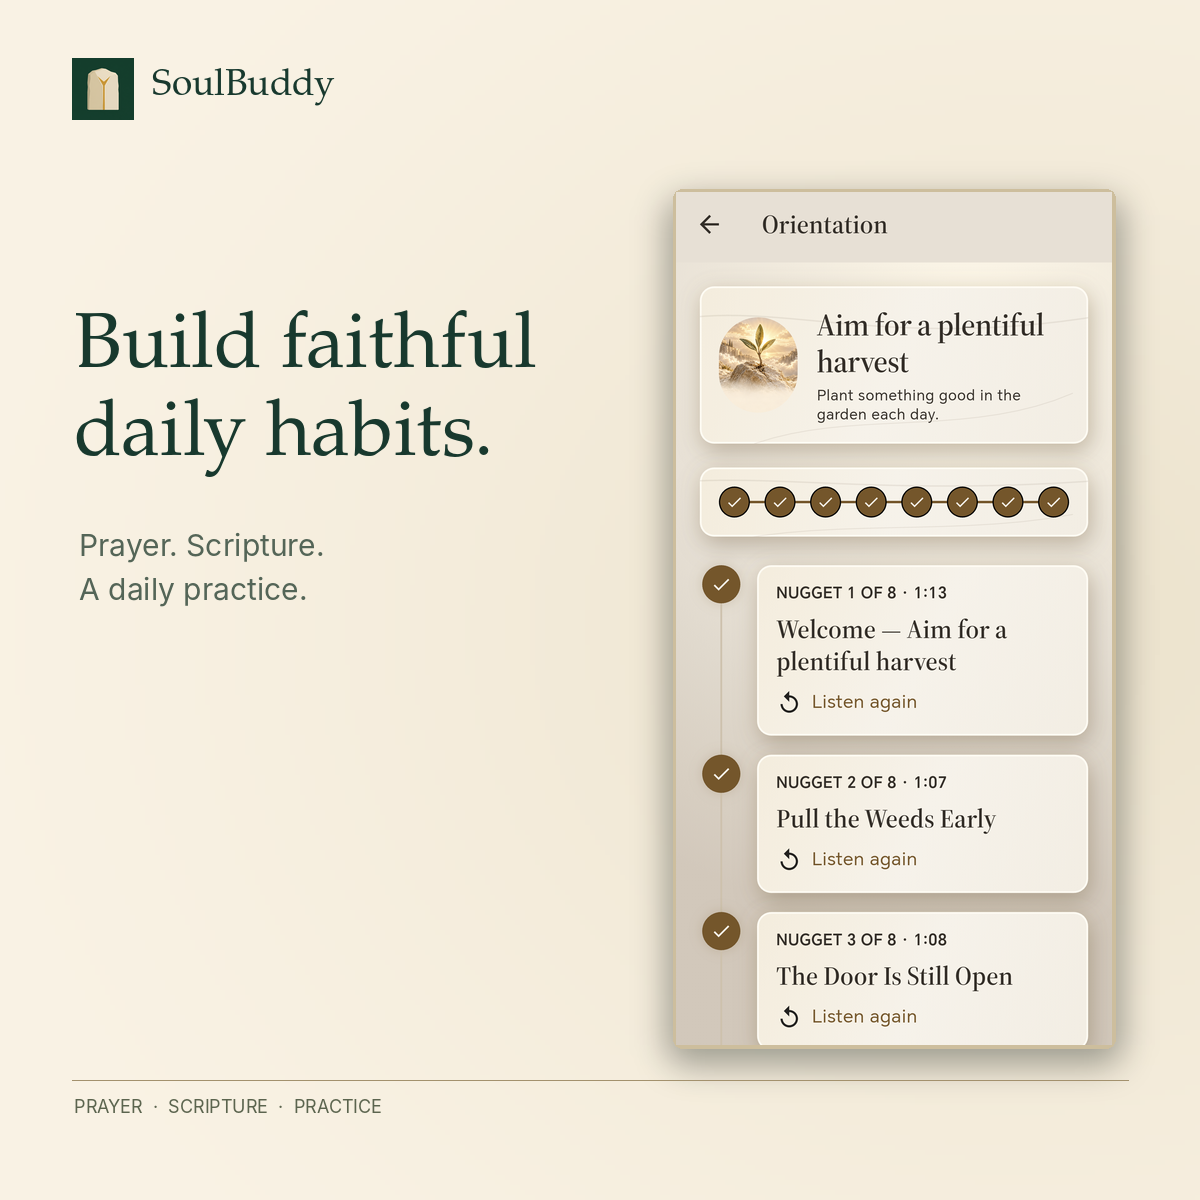 SoulBuddy
Build faithful
daily habits.
Prayer. Scripture.
A daily practice.
Orientation
Aim for a plentiful
harvest
Plant something good in the
garden each day.
NUGGET 1 OF 8 · 1:13
Welcome — Aim for a
plentiful harvest
Listen again
NUGGET 2 OF 8 · 1:07
Pull the Weeds Early
Listen again
NUGGET 3 OF 8 · 1:08
The Door Is Still Open
Listen again
PRAYER · SCRIPTURE · PRACTICE